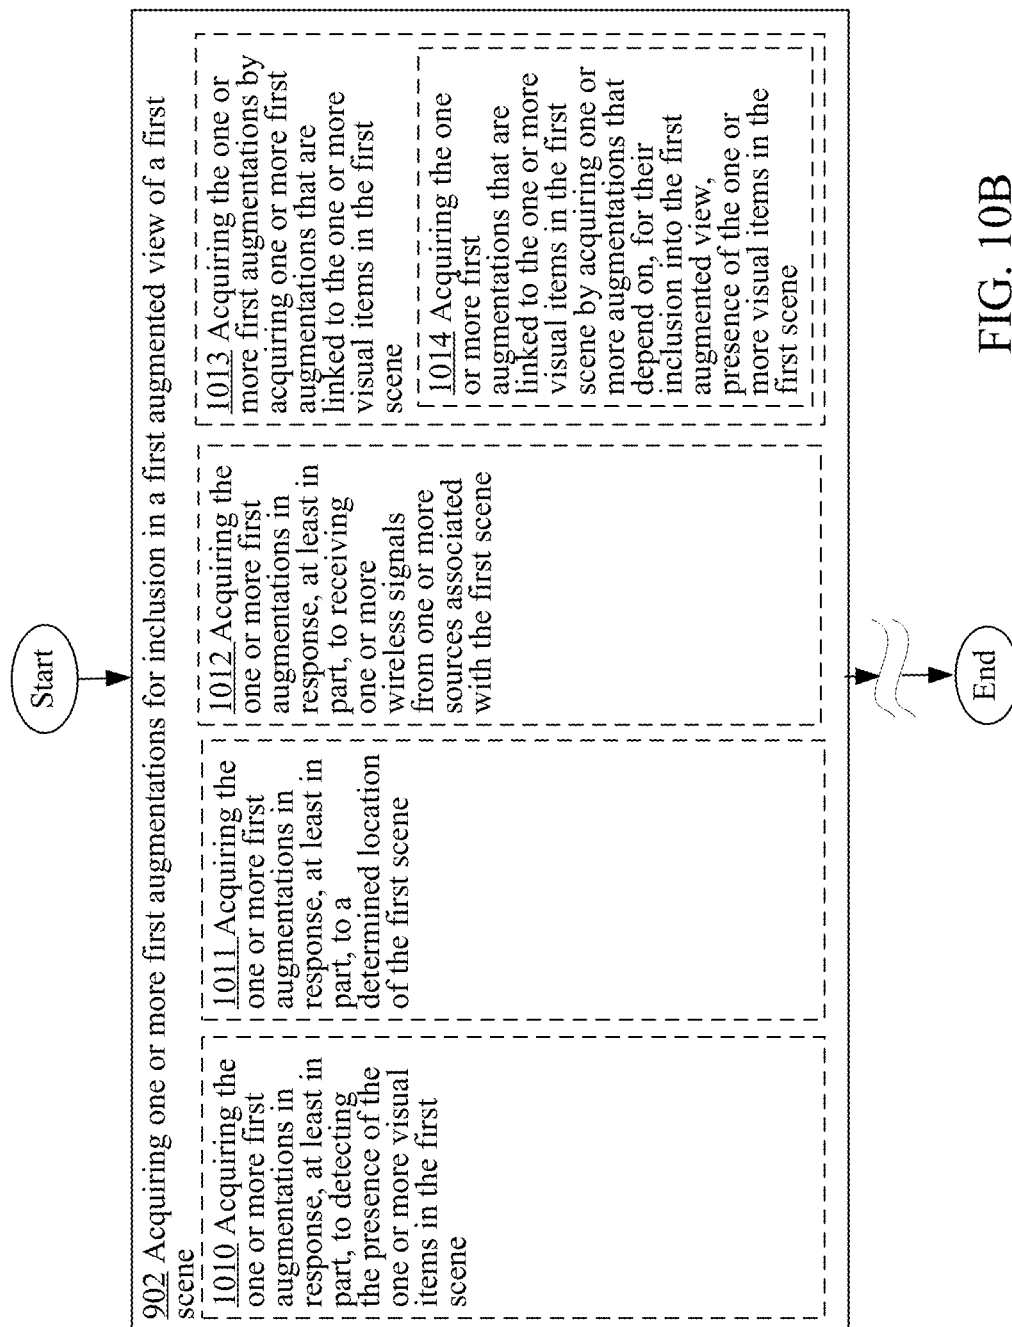 Start
902 Acquiring one or more first augmentations for inclusion in a first augmented view of a first
scene
1010 Acquiring the
one or more first
augmentations in
response, at least in
part, to detecting
the presence of the
one or more visual
items in the first
scene
1011 Acquiring the
one or more first
augmentations in
response, at least in
part, to a
determined location
of the first scene
1012 Acquiring the
one or more first
augmentations in
response, at least in
part, to receiving
one or more
wireless signals
from one or more
sources associated
with the first scene
1013 Acquiring the one or
more first augmentations by
acquiring one or more first
augmentations that are
linked to the one or more
visual items in the first
scene
1014 Acquiring the one
or more first
augmentations that are
linked to the one or more
visual items in the first
scene by acquiring one or
more augmentations that
depend on, for their
inclusion into the first
augmented view,
presence of the one or
more visual items in the
first scene
End
FIG. 10B